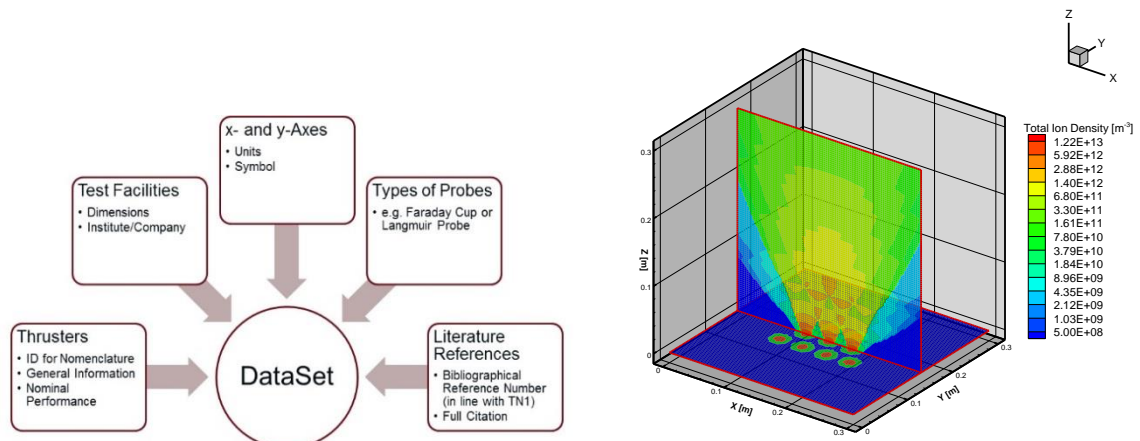 x- and y-Axes
• Units
• Symbol
Test Facilities
• Dimensions
• Institute/Company
Types of Probes
• e.g. Faraday Cup or
Langmuir Probe
Thrusters
• ID for Nomenclature
• General Information
• Nominal
Performance
DataSet
Literature
References
• Bibliographical
Reference Number
(in line with TN1)
• Full Citation
Z
Y
X
Total Ion Density [m-3]
1.22E+13
5.92E+12
2.88E+12
1.40E+12
6.80E+11
3.30E+11
1.61E+11
7.80E+10
3.79E+10
1.84E+10
8.96E+09
4.35E+09
2.12E+09
1.03E+09
5.00E+08
0.3
0.2
0.1
0
Z [m]
0
0.1
0.2
0.3
X [m]
0
0.1
0.2
0.3
Y [m]